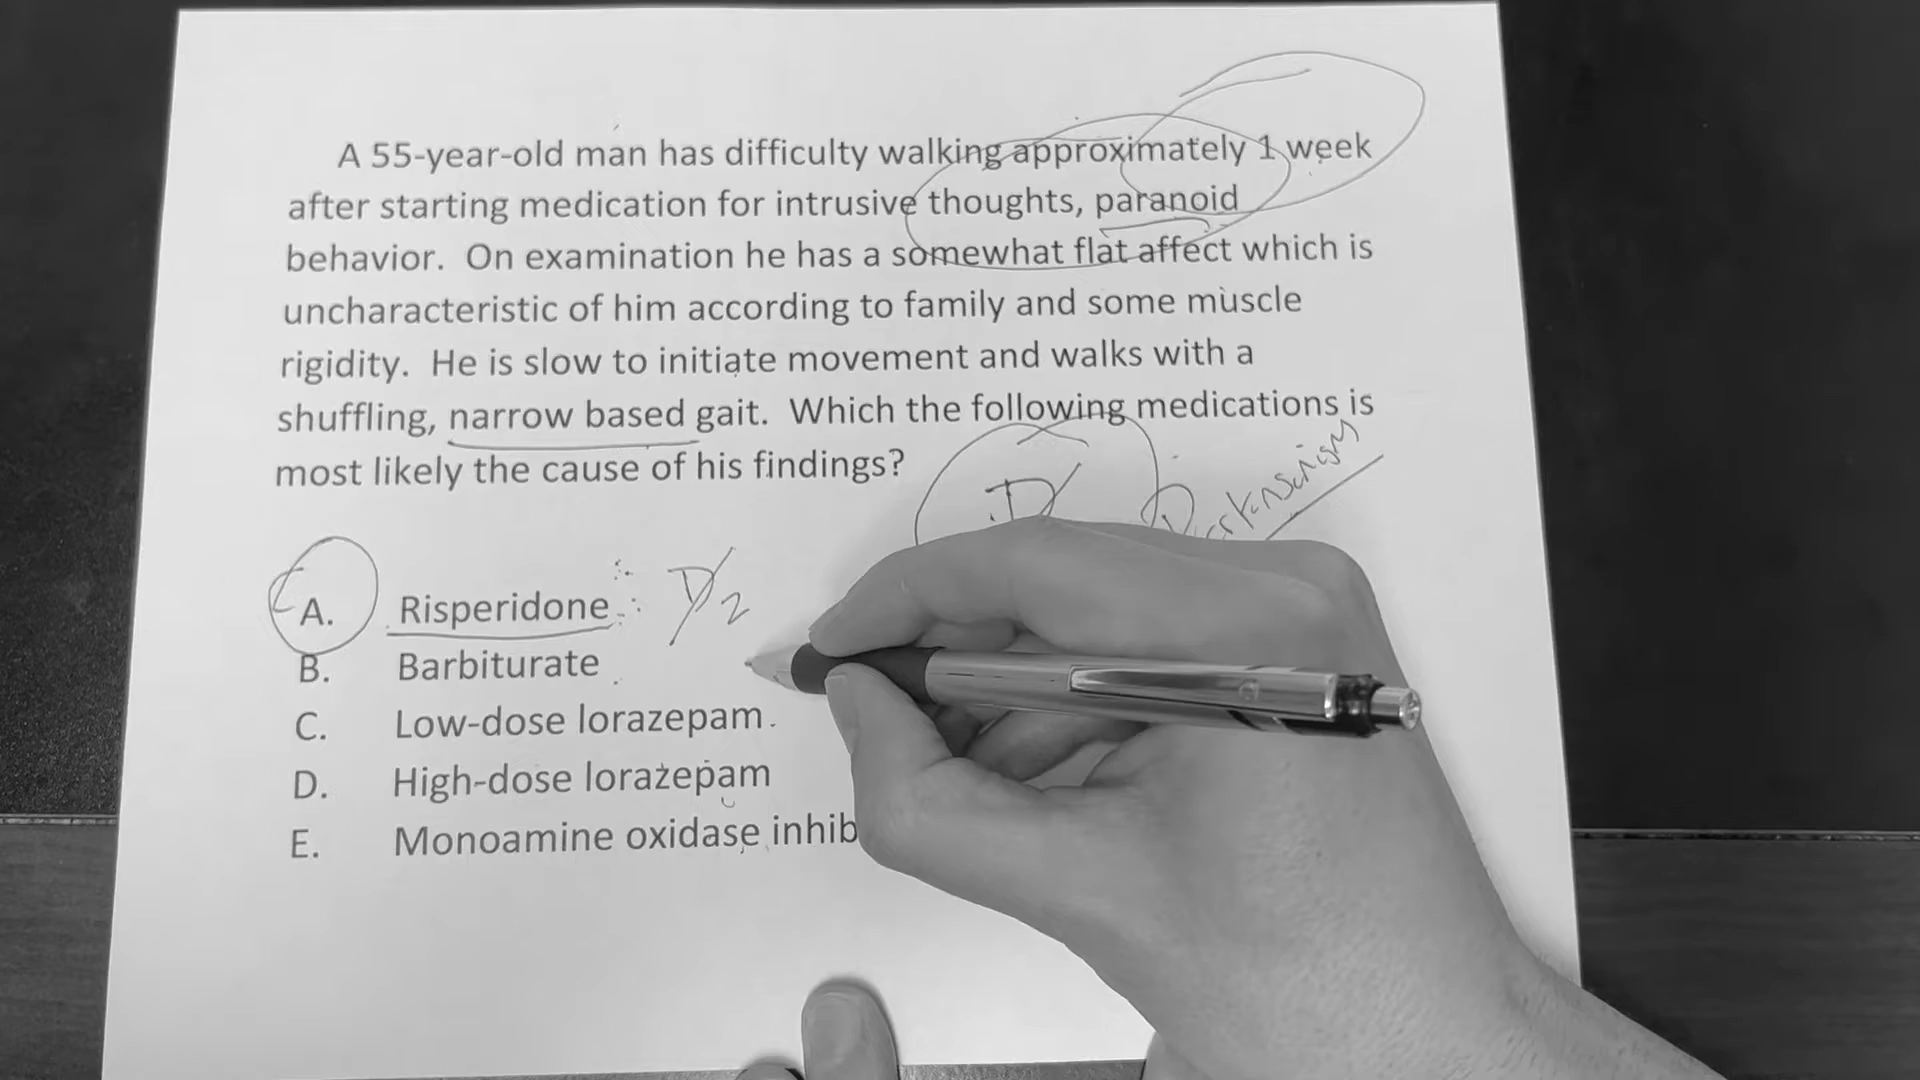 A 55-year-old man has difficulty walking approximately 1 week
after starting medication for intrusive thoughts, paranoid
behavior. On examination he has a somewhat flat affect which is
uncharacteristic of him according to family and some muscle
rigidity. He is slow to initiate movement and walks with a
shuffling, narrow based gait. Which the following medications is
most likely the cause of his findings?
D
Parkinsonism
A. Risperidone D2
B. Barbiturate
C. Low-dose lorazepam
D. High-dose lorazepam
E. Monoamine oxidase inhib